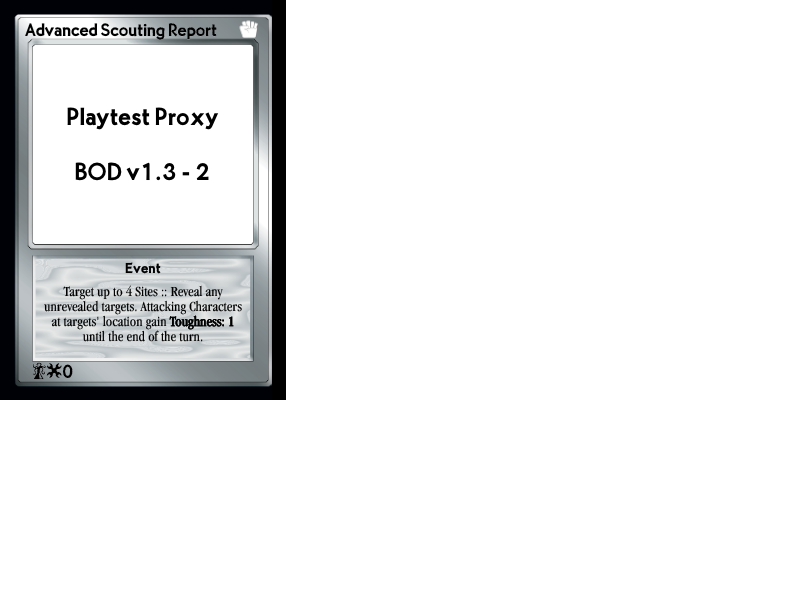 Advanced Scouting Report
Playtest Proxy
BOD v1.3 - 2
Event
Target up to 4 Sites :: Reveal any
unrevealed targets. Attacking Characters
at targets' location gain Toughness: 1
until the end of the turn.
0